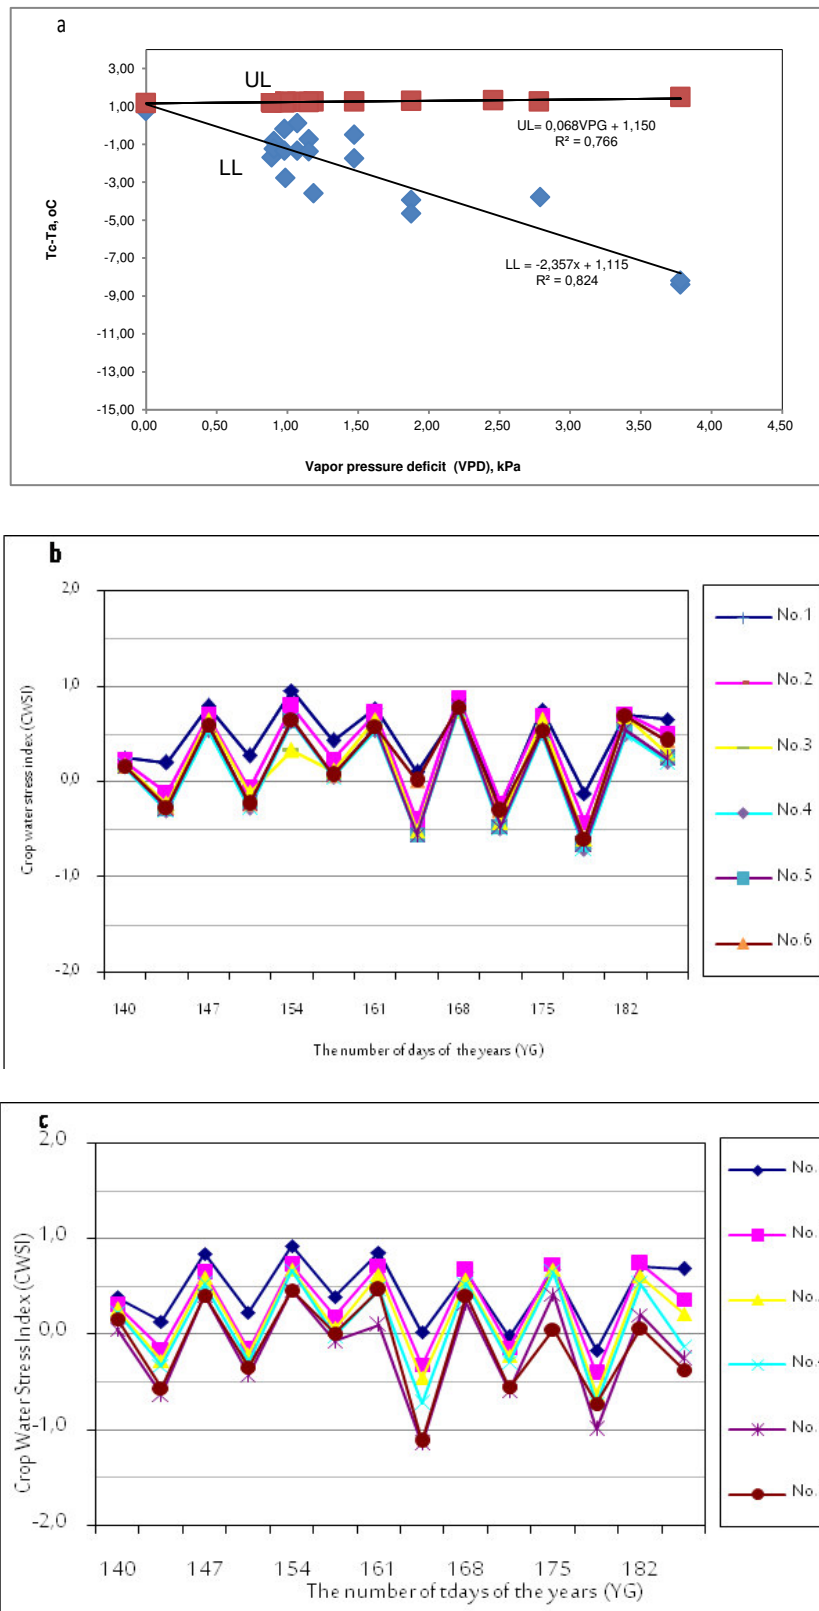 a
3,00
UL
1,00
UL= 0,068VPG + 1,150
R² = 0,766
-1,00
LL
-3,00
Tc-Ta, oC
-5,00
-7,00
LL = -2,357x + 1,115
R² = 0,824
-9,00
-11,00
-13,00
-15,00
0,00 0,50 1,00 1,50 2,00 2,50 3,00 3,50 4,00 4,50
Vapor pressure deficit (VPD), kPa
b
2,0
1,0
0,0
-1,0
-2,0
Crop water stress index (CWSI)
140 147 154 161 168 175 182
The number of days of the years (YG)
No.1
No.2
No.3
No.4
No.5
No.6
c
2,0
1,0
0,0
-1,0
-2,0
Crop Water Stress Index (CWSI)
140 147 154 161 168 175 182
The number of tdays of the years (YG)
No.
No.
No.
No.
No.
No.